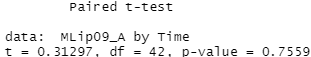 Paired t-test
data:  MLip09_A by Time
t = 0.31297, df = 42, p-value = 0.7559